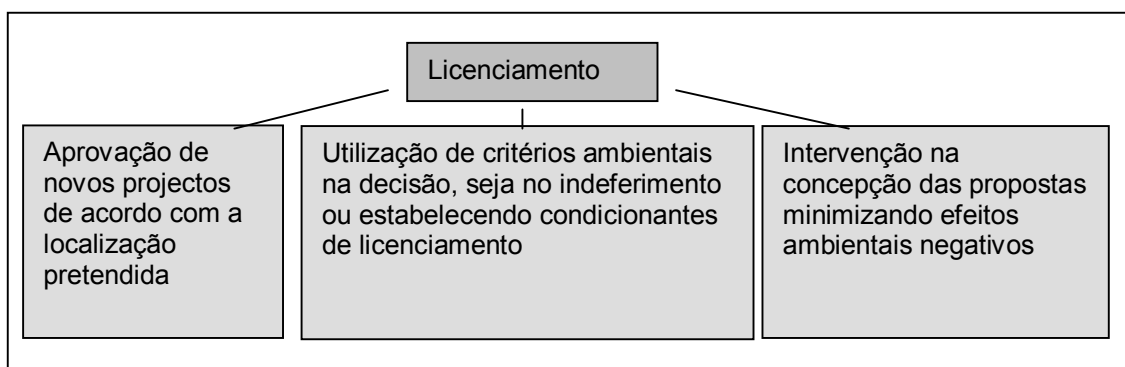 Licenciamento
Aprovação de
novos projectos
de acordo com a
localização
pretendida
Utilização de critérios ambientais
na decisão, seja no indeferimento
ou estabelecendo condicionantes
de licenciamento
Intervenção na
concepção das propostas
minimizando efeitos
ambientais negativos